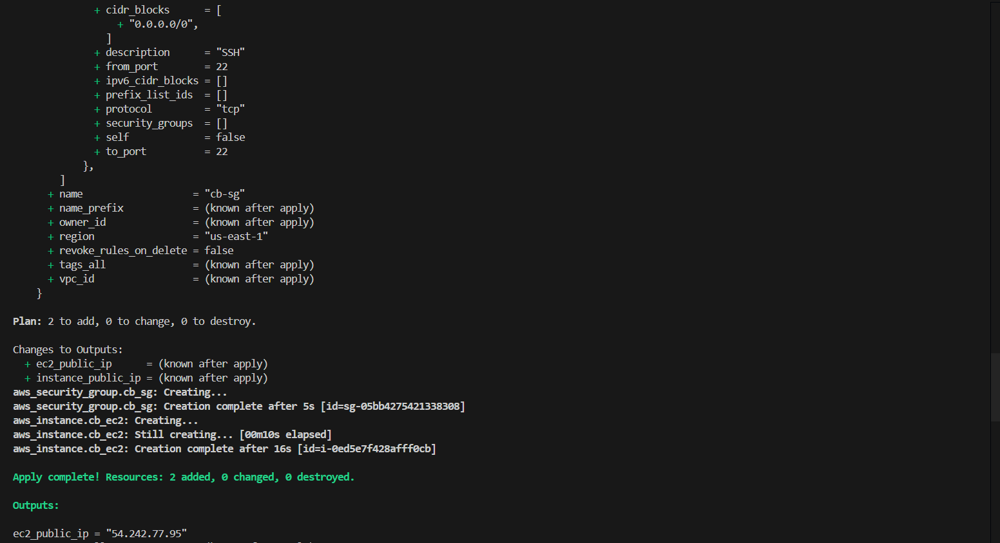 + cidr_blocks      = [
+ "0.0.0.0/0",
]
+ description      = "SSH"
+ from_port        = 22
+ ipv6_cidr_blocks = []
+ prefix_list_ids  = []
+ protocol         = "tcp"
+ security_groups  = []
+ self             = false
+ to_port          = 22
},
]
+ name                   = "cb-sg"
+ name_prefix            = (known after apply)
+ owner_id               = (known after apply)
+ region                 = "us-east-1"
+ revoke_rules_on_delete = false
+ tags_all               = (known after apply)
+ vpc_id                 = (known after apply)
}
Plan: 2 to add, 0 to change, 0 to destroy.
Changes to Outputs:
+ ec2_public_ip      = (known after apply)
+ instance_public_ip = (known after apply)
aws_security_group.cb_sg: Creating...
aws_security_group.cb_sg: Creation complete after 5s [id=sg-05bb4275421338308]
aws_instance.cb_ec2: Creating...
aws_instance.cb_ec2: Still creating... [00m10s elapsed]
aws_instance.cb_ec2: Creation complete after 16s [id=i-0ed5e7f428afff0cb]
Apply complete! Resources: 2 added, 0 changed, 0 destroyed.
Outputs:
ec2_public_ip = "54.242.77.95"